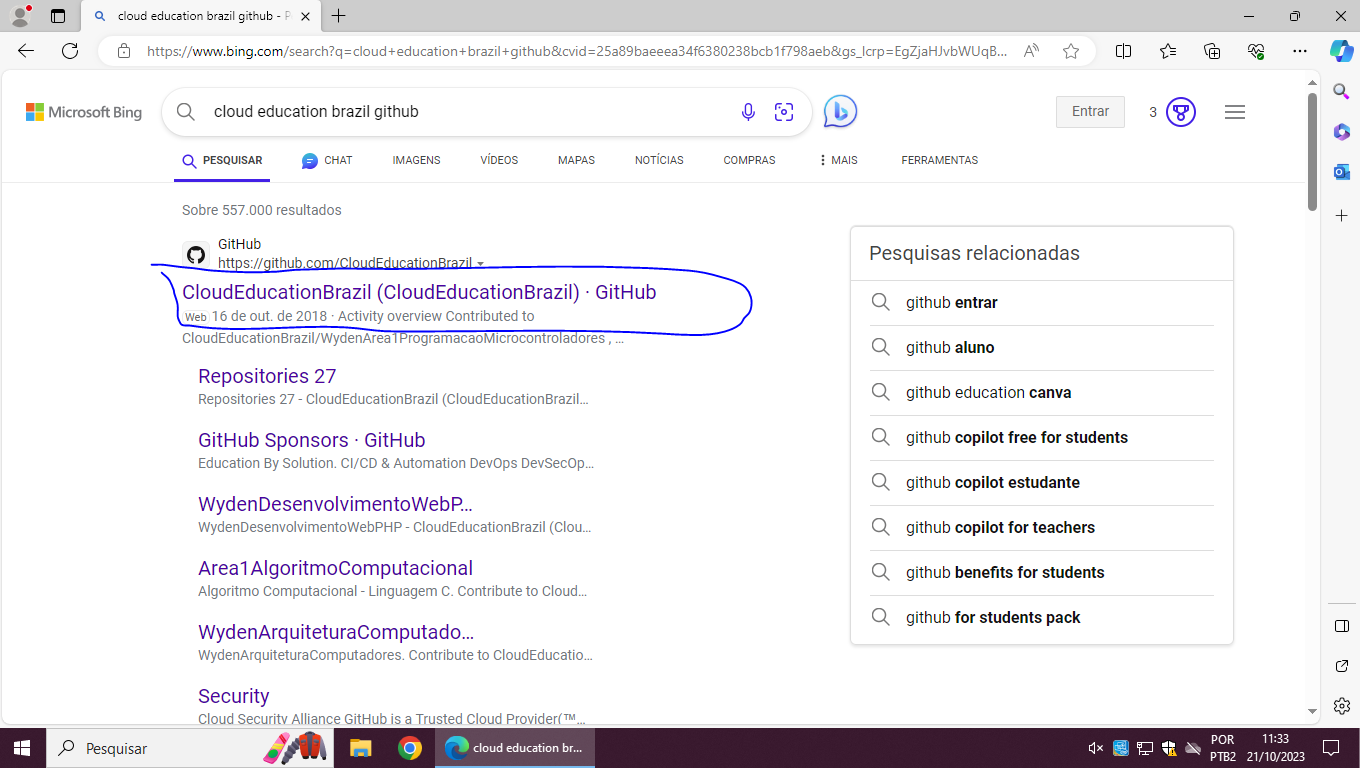 cloud education brazil github - P
https://www.bing.com/search?q=cloud+education+brazil+github&cvid=25a89baeeea34f6380238bcb1f798aeb&gs_lcrp=EgZjaHJvbWUqB...
Microsoft Bing
cloud education brazil github
Entrar
3
PESQUISAR
CHAT
IMAGENS
VÍDEOS
MAPAS
NOTÍCIAS
COMPRAS
MAIS
FERRAMENTAS
Sobre 557.000 resultados
GitHub
https://github.com/CloudEducationBrazil
CloudEducationBrazil (CloudEducationBrazil) · GitHub
Web 16 de out. de 2018 · Activity overview Contributed to
CloudEducationBrazil/WydenArea1ProgramacaoMicrocontroladores , …
Repositories 27
Repositories 27 - CloudEducationBrazil (CloudEducationBrazil…
GitHub Sponsors · GitHub
Education By Solution. CI/CD & Automation DevOps DevSecOp…
WydenDesenvolvimentoWebP…
WydenDesenvolvimentoWebPHP - CloudEducationBrazil (Clou…
Area1AlgoritmoComputacional
Algoritmo Computacional - Linguagem C. Contribute to Cloud…
WydenArquiteturaComputado…
WydenArquiteturaComputadores. Contribute to CloudEducatio…
Security
Cloud Security Alliance GitHub is a Trusted Cloud Provider(™…
Pesquisas relacionadas
github entrar
github aluno
github education canva
github copilot free for students
github copilot estudante
github copilot for teachers
github benefits for students
github for students pack
Pesquisar
cloud education br...
POR
PTB2
11:33
21/10/2023